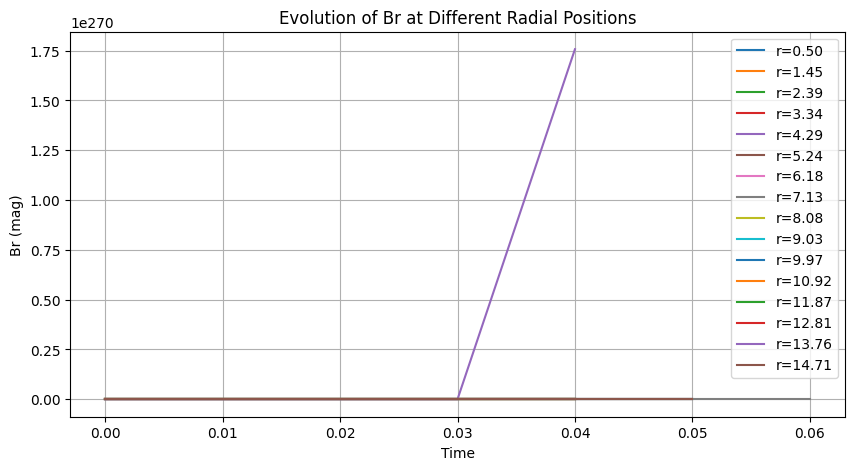 Evolution of Br at Different Radial Positions
1e270
1.75
1.50
1.25
1.00
0.75
0.50
0.25
0.00
Br (mag)
0.00 0.01 0.02 0.03 0.04 0.05 0.06
Time
r=0.50
r=1.45
r=2.39
r=3.34
r=4.29
r=5.24
r=6.18
r=7.13
r=8.08
r=9.03
r=9.97
r=10.92
r=11.87
r=12.81
r=13.76
r=14.71